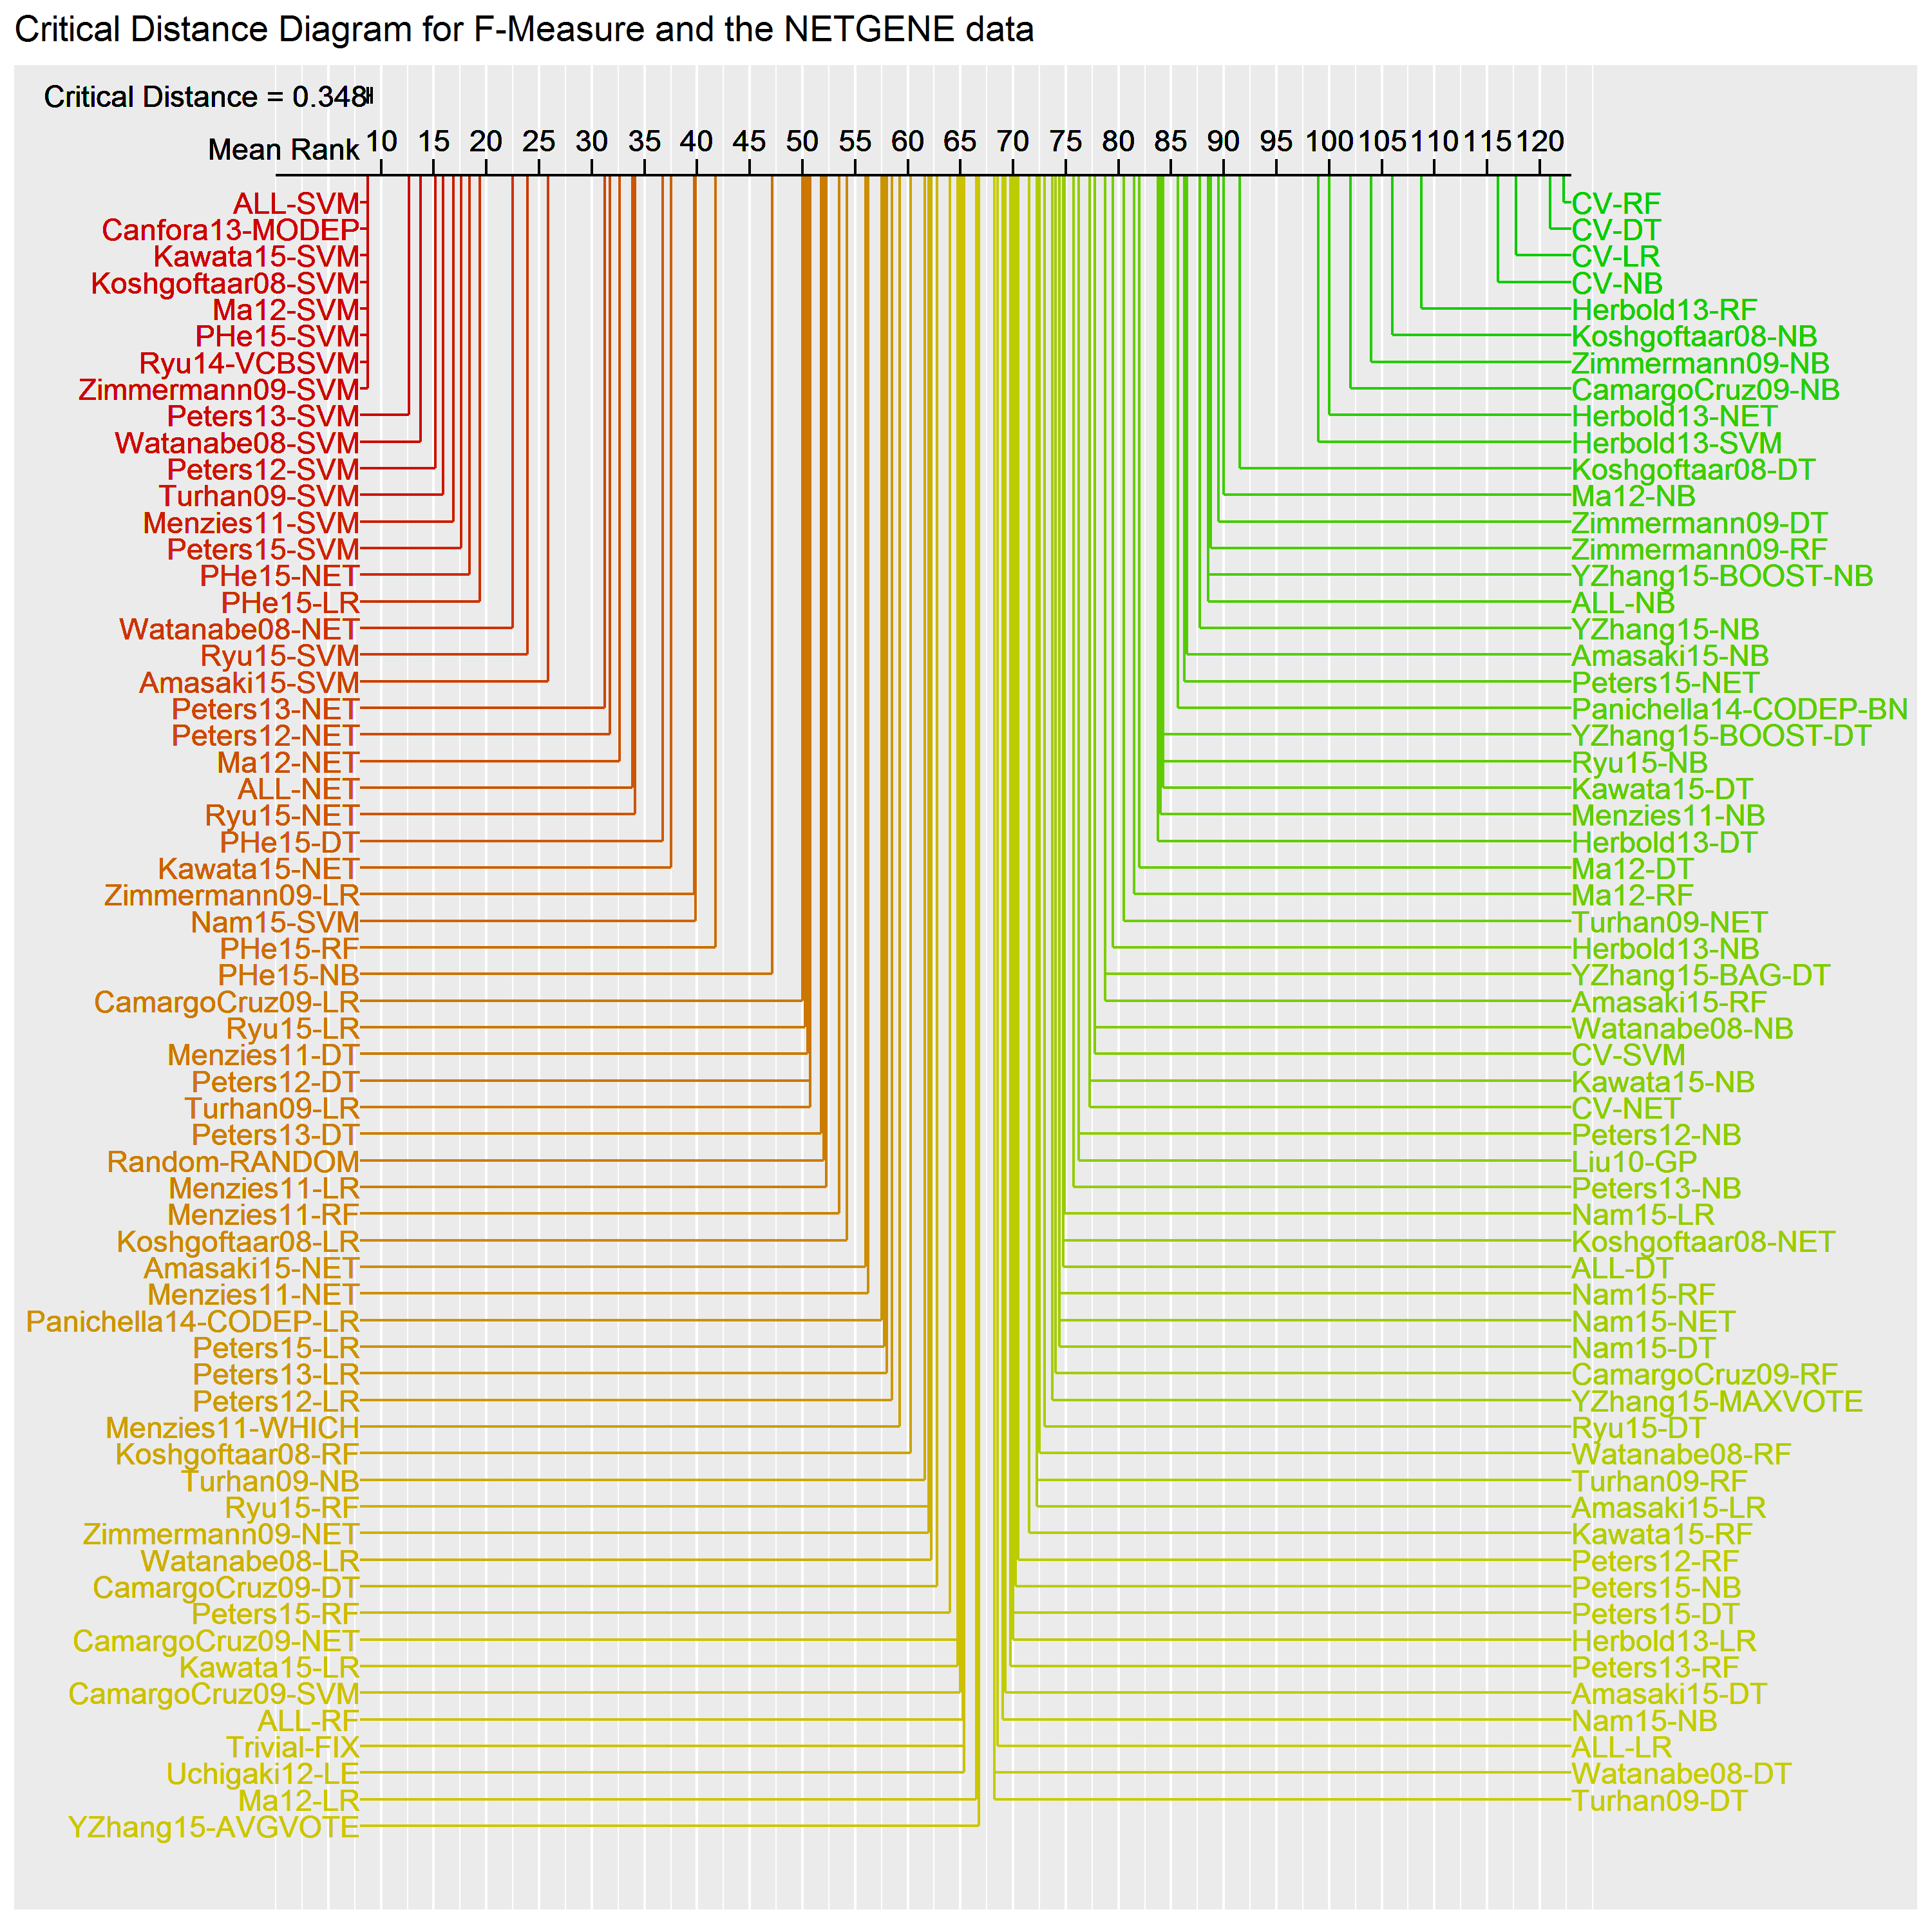 Critical Distance Diagram for F-Measure and the NETGENE data
Critical Distance = 0.348
Mean Rank 10 15 20 25 30 35 40 45 50 55 60 65 70 75 80 85 90 95 100 105 110 115 120
ALL-SVM CV-RF
Canfora13-MODEP CV-DT
Kawata15-SVM CV-LR
Koshgoftaar08-SVM CV-NB
Ma12-SVM Herbold13-RF
PHe15-SVM Koshgoftaar08-NB
Ryu14-VCBSVM Zimmermann09-NB
Zimmermann09-SVM CamargoCruz09-NB
Peters13-SVM Herbold13-NET
Watanabe08-SVM Herbold13-SVM
Peters12-SVM Koshgoftaar08-DT
Turhan09-SVM Ma12-NB
Menzies11-SVM Zimmermann09-DT
Peters15-SVM Zimmermann09-RF
PHe15-NET YZhang15-BOOST-NB
PHe15-LR ALL-NB
Watanabe08-NET YZhang15-NB
Ryu15-SVM Amasaki15-NB
Amasaki15-SVM Peters15-NET
Peters13-NET Panichella14-CODEP-BN
Peters12-NET YZhang15-BOOST-DT
Ma12-NET Ryu15-NB
ALL-NET Kawata15-DT
Ryu15-NET Menzies11-NB
PHe15-DT Herbold13-DT
Kawata15-NET Ma12-DT
Zimmermann09-LR Ma12-RF
Nam15-SVM Turhan09-NET
PHe15-RF Herbold13-NB
PHe15-NB YZhang15-BAG-DT
CamargoCruz09-LR Amasaki15-RF
Ryu15-LR Watanabe08-NB
Menzies11-DT CV-SVM
Peters12-DT Kawata15-NB
Turhan09-LR CV-NET
Peters13-DT Peters12-NB
Random-RANDOM Liu10-GP
Menzies11-LR Peters13-NB
Menzies11-RF Nam15-LR
Koshgoftaar08-LR Koshgoftaar08-NET
Amasaki15-NET ALL-DT
Menzies11-NET Nam15-RF
Panichella14-CODEP-LR Nam15-NET
Peters15-LR Nam15-DT
Peters13-LR CamargoCruz09-RF
Peters12-LR YZhang15-MAXVOTE
Menzies11-WHICH Ryu15-DT
Koshgoftaar08-RF Watanabe08-RF
Turhan09-NB Turhan09-RF
Ryu15-RF Amasaki15-LR
Zimmermann09-NET Kawata15-RF
Watanabe08-LR Peters12-RF
CamargoCruz09-DT Peters15-NB
Peters15-RF Peters15-DT
CamargoCruz09-NET Herbold13-LR
Kawata15-LR Peters13-RF
CamargoCruz09-SVM Amasaki15-DT
ALL-RF Nam15-NB
Trivial-FIX ALL-LR
Uchigaki12-LE Watanabe08-DT
Ma12-LR Turhan09-DT
YZhang15-AVGVOTE